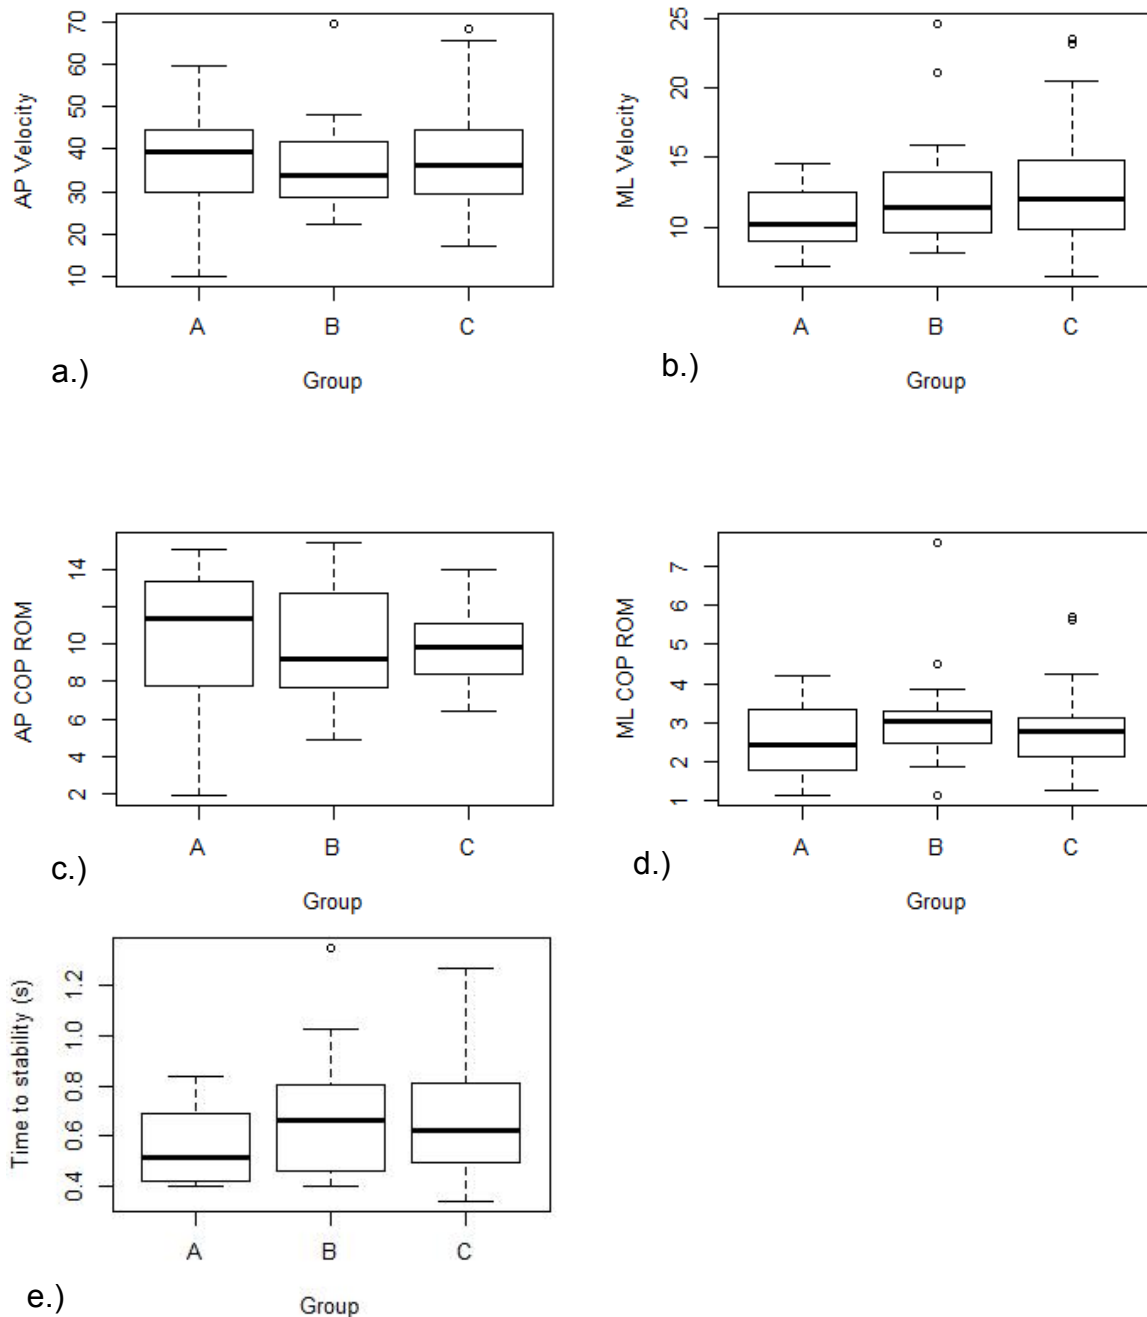 AP Velocity
70
60
50
40
30
20
10
A B C
Group
a.)
ML Velocity
25
20
15
10
A B C
Group
b.)
AP COP ROM
14
10
8
6
4
2
A B C
Group
c.)
ML COP ROM
7
6
5
4
3
2
1
A B C
Group
d.)
Time to stability (s)
1.2
1.0
0.8
0.6
0.4
A B C
Group
e.)